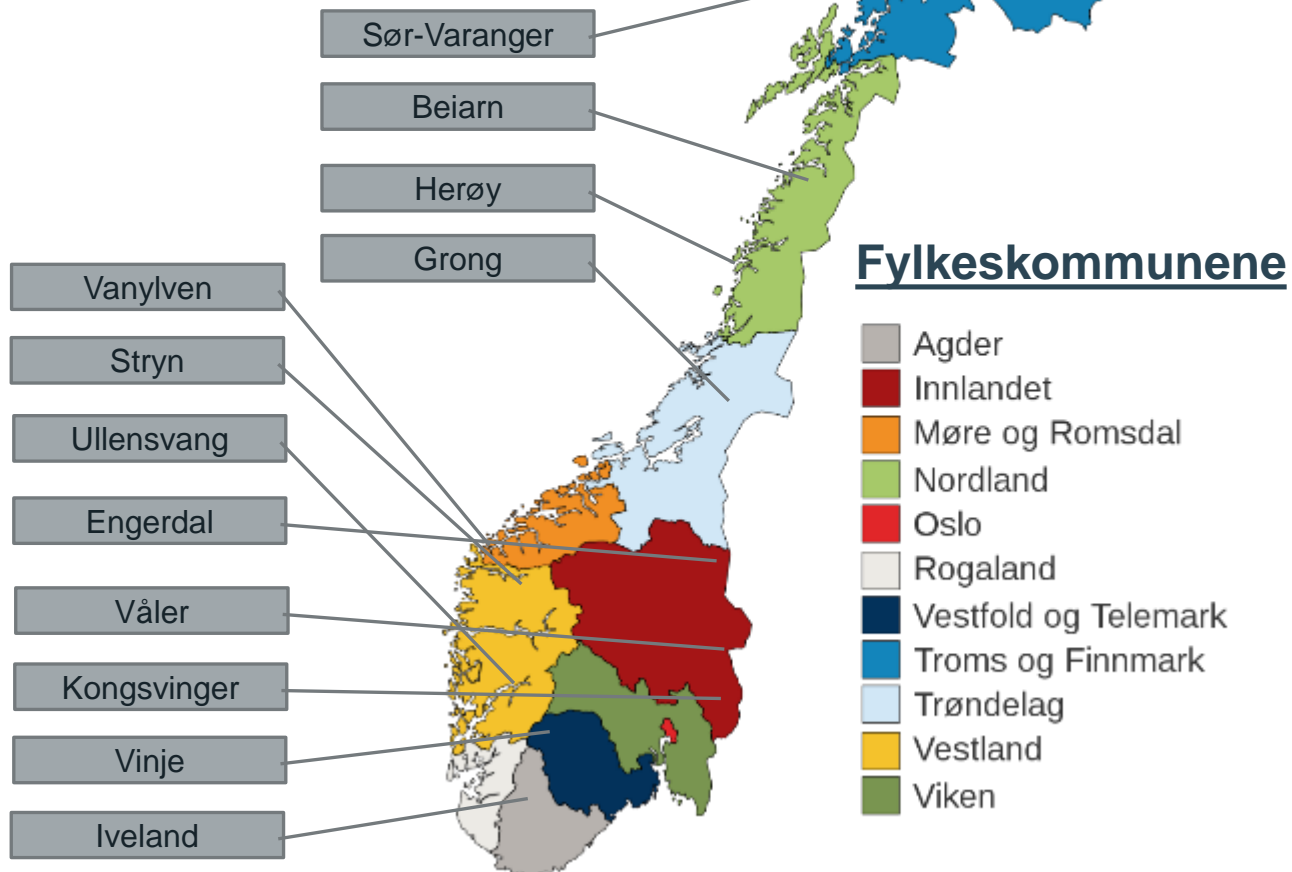 Sør-Varanger
Beiarn
Herøy
Grong
Vanylven
Stryn
Ullensvang
Engerdal
Våler
Kongsvinger
Vinje
Iveland
Fylkeskommunene
Agder
Innlandet
Møre og Romsdal
Nordland
Oslo
Rogaland
Vestfold og Telemark
Troms og Finnmark
Trøndelag
Vestland
Viken